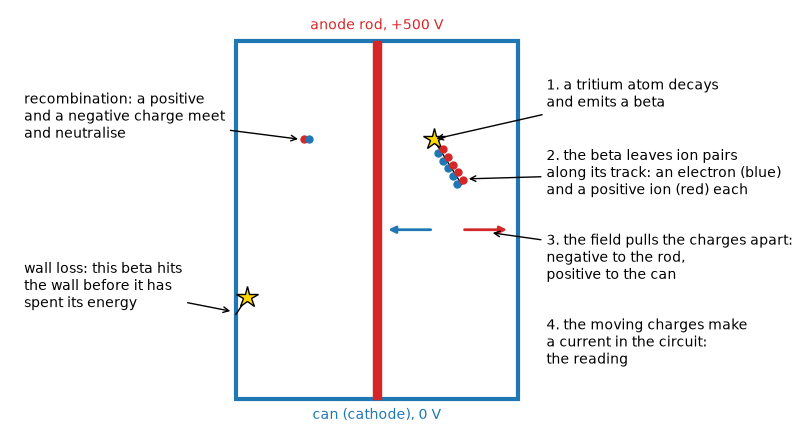 anode rod, +500 V
recombination: a positive
and a negative charge meet
and neutralise
wall loss: this beta hits
the wall before it has
spent its energy
1. a tritium atom decays
and emits a beta
2. the beta leaves ion pairs
along its track: an electron (blue)
and a positive ion (red) each
3. the field pulls the charges apart:
negative to the rod,
positive to the can
4. the moving charges make
a current in the circuit:
the reading
can (cathode), 0 V